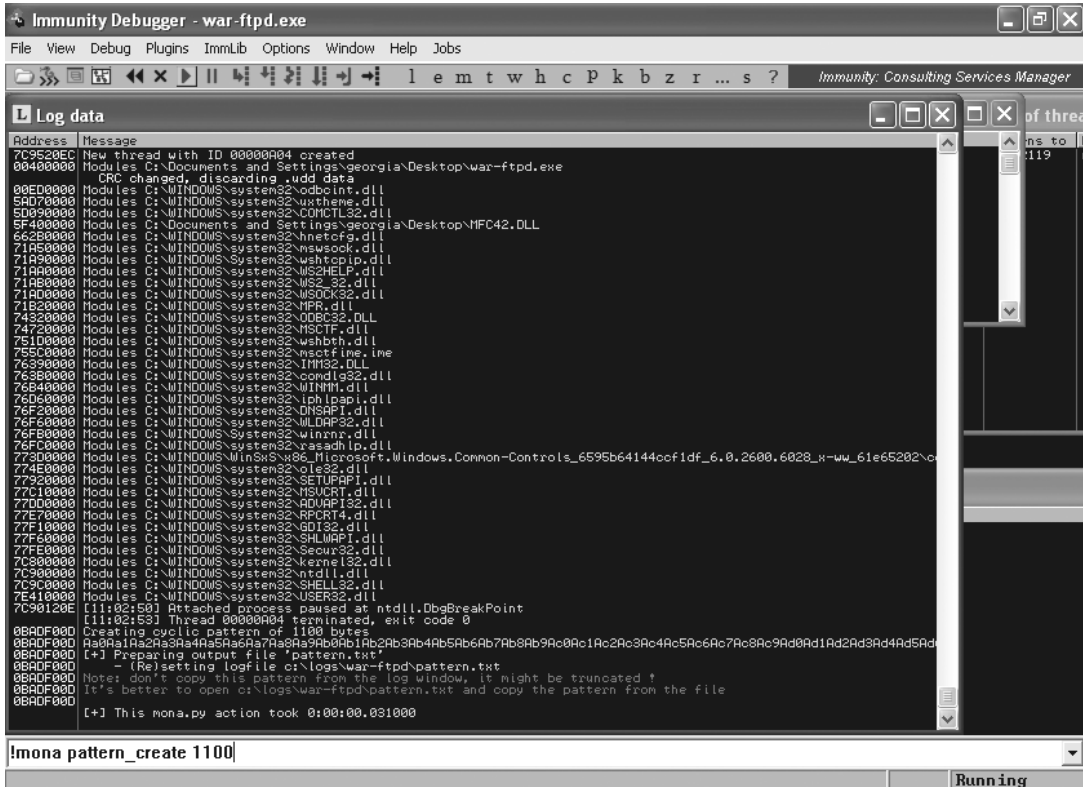 Immunity Debugger - war-ftpd.exe
File View Debug Plugins ImmLib Options Window Help Jobs
l e m t w h c P k b z r ... s ? Immunity: Consulting Services Manager
L Log data
of threa
Address Message
ns to
7C9520EC New thread with ID 00000A04 created
:119
00400000 Modules C:\Documents and Settings\georgia\Desktop\war-ftpd.exe
CRC changed, discarding .udd data
00ED0000 Modules C:\WINDOWS\system32\odbcint.dll
5AD70000 Modules C:\WINDOWS\system32\uxtheme.dll
5D090000 Modules C:\WINDOWS\system32\COMCTL32.dll
5F400000 Modules C:\Documents and Settings\georgia\Desktop\MFC42.DLL
662B0000 Modules C:\WINDOWS\system32\hnetcfg.dll
71A50000 Modules C:\WINDOWS\system32\mswsock.dll
71A90000 Modules C:\WINDOWS\System32\wshtcpip.dll
71AA0000 Modules C:\WINDOWS\system32\WS2HELP.dll
71AB0000 Modules C:\WINDOWS\system32\WS2_32.dll
71AD0000 Modules C:\WINDOWS\system32\WSOCK32.dll
71B20000 Modules C:\WINDOWS\system32\MPR.dll
74320000 Modules C:\WINDOWS\system32\ODBC32.DLL
74720000 Modules C:\WINDOWS\system32\MSCTF.dll
751D0000 Modules C:\WINDOWS\system32\wshbth.dll
755C0000 Modules C:\WINDOWS\system32\msctfime.ime
76390000 Modules C:\WINDOWS\system32\IMM32.DLL
763B0000 Modules C:\WINDOWS\system32\comdlg32.dll
76B40000 Modules C:\WINDOWS\system32\WINMM.dll
76D60000 Modules C:\WINDOWS\system32\iphlpapi.dll
76F20000 Modules C:\WINDOWS\system32\DNSAPI.dll
76F60000 Modules C:\WINDOWS\system32\WLDAP32.dll
76FB0000 Modules C:\WINDOWS\System32\winrnr.dll
76FC0000 Modules C:\WINDOWS\system32\rasadhlp.dll
773D0000 Modules C:\WINDOWS\WinSxS\x86_Microsoft.Windows.Common-Controls_6595b64144ccf1df_6.0.2600.6028_x-ww_61e65202\co
774E0000 Modules C:\WINDOWS\system32\ole32.dll
77920000 Modules C:\WINDOWS\system32\SETUPAPI.dll
77C10000 Modules C:\WINDOWS\system32\MSVCRT.dll
77DD0000 Modules C:\WINDOWS\system32\ADVAPI32.dll
77E70000 Modules C:\WINDOWS\system32\RPCRT4.dll
77F10000 Modules C:\WINDOWS\system32\GDI32.dll
77F60000 Modules C:\WINDOWS\system32\SHLWAPI.dll
77FE0000 Modules C:\WINDOWS\system32\Secur32.dll
7C800000 Modules C:\WINDOWS\system32\kernel32.dll
7C900000 Modules C:\WINDOWS\system32\ntdll.dll
7C9C0000 Modules C:\WINDOWS\system32\SHELL32.dll
7E410000 Modules C:\WINDOWS\system32\USER32.dll
7C90120E [11:02:50] Attached process paused at ntdll.DbgBreakPoint
[11:02:53] Thread 00000A04 terminated, exit code 0
0BADF00D Creating cyclic pattern of 1100 bytes
0BADF00D Aa0Aa1Aa2Aa3Aa4Aa5Aa6Aa7Aa8Aa9Ab0Ab1Ab2Ab3Ab4Ab5Ab6Ab7Ab8Ab9Ac0Ac1Ac2Ac3Ac4Ac5Ac6Ac7Ac8Ac9Ad0Ad1Ad2Ad3Ad4Ad5Ad
0BADF00D [+] Preparing output file 'pattern.txt'
0BADF00D - (Re)setting logfile c:\logs\war-ftpd\pattern.txt
0BADF00D Note: don't copy this pattern from the log window, it might be truncated !
0BADF00D It's better to open c:\logs\war-ftpd\pattern.txt and copy the pattern from the file
0BADF00D
[+] This mona.py action took 0:00:00.031000
!mona pattern_create 1100
Running